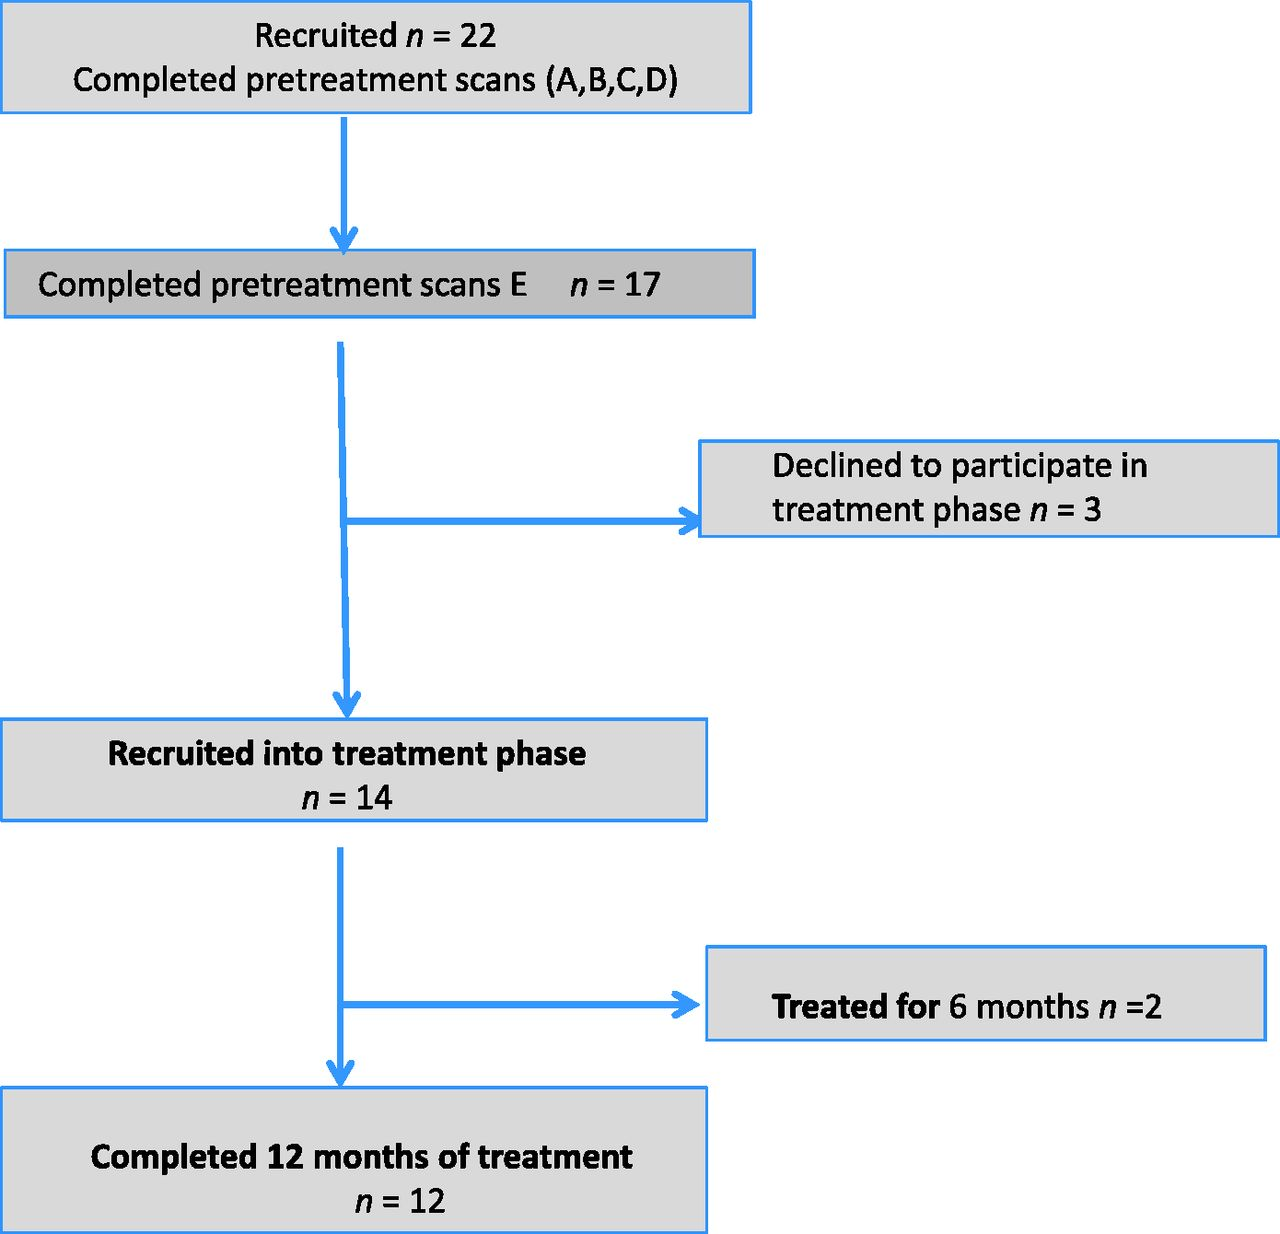 Recruited n = 22
Completed pretreatment scans (A,B,C,D)
Completed pretreatment scans E n = 17
Declined to participate in
treatment phase n = 3
Recruited into treatment phase
n = 14
Treated for 6 months n =2
Completed 12 months of treatment
n = 12